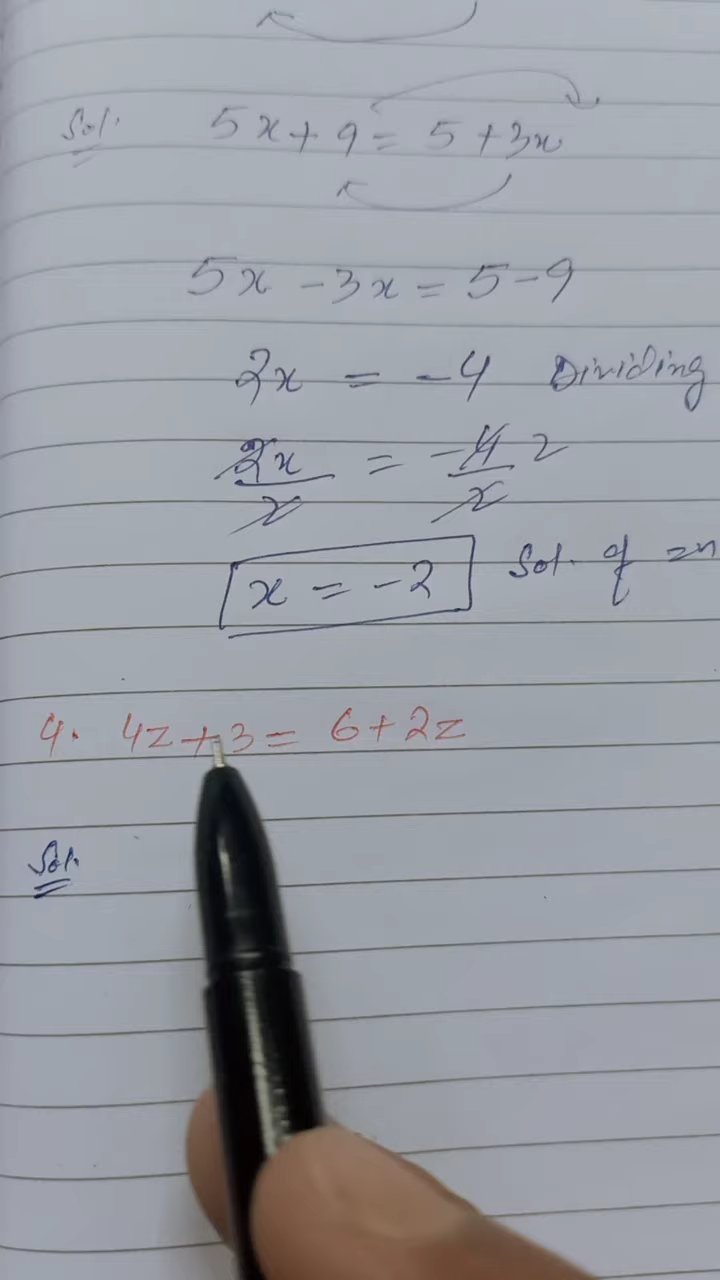 Sol.
5x + 9 = 5 + 3x
5x - 3x = 5 - 9
2x = -4 Dividing
2x/2 = -4/2 2
x = -2 Sol. of
4. 4z + 3 = 6 + 2z
Sol.